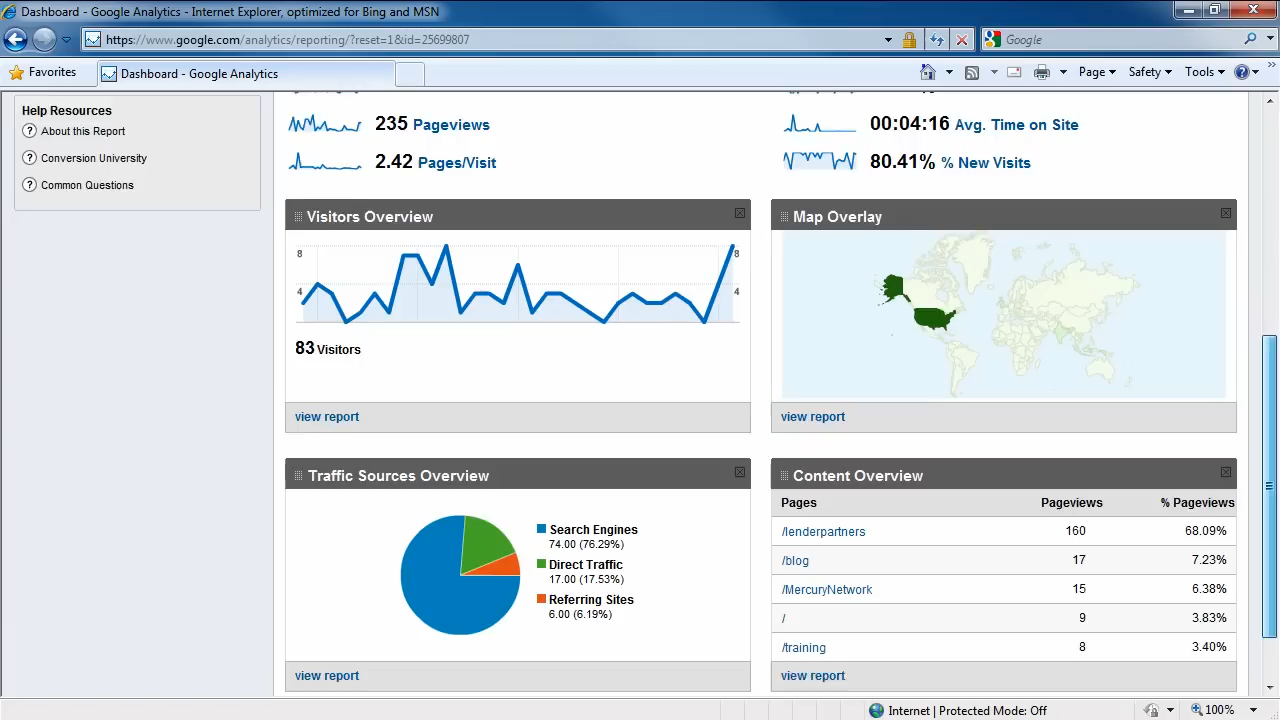 Dashboard - Google Analytics - Internet Explorer, optimized for Bing and MSN
https://www.google.com/analytics/reporting/?reset=1&id=25699807
Google
Favorites
Dashboard - Google Analytics
Page
Safety
Tools
Help Resources
About this Report
Conversion University
Common Questions
235 Pageviews
00:04:16 Avg. Time on Site
2.42 Pages/Visit
80.41% % New Visits
Visitors Overview
8
8
4
4
83 Visitors
view report
Map Overlay
view report
Traffic Sources Overview
Search Engines
74.00 (76.29%)
Direct Traffic
17.00 (17.53%)
Referring Sites
6.00 (6.19%)
view report
Content Overview
Pages Pageviews % Pageviews
/lenderpartners 160 68.09%
/blog 17 7.23%
/MercuryNetwork 15 6.38%
/ 9 3.83%
/training 8 3.40%
view report
Internet | Protected Mode: Off
100%